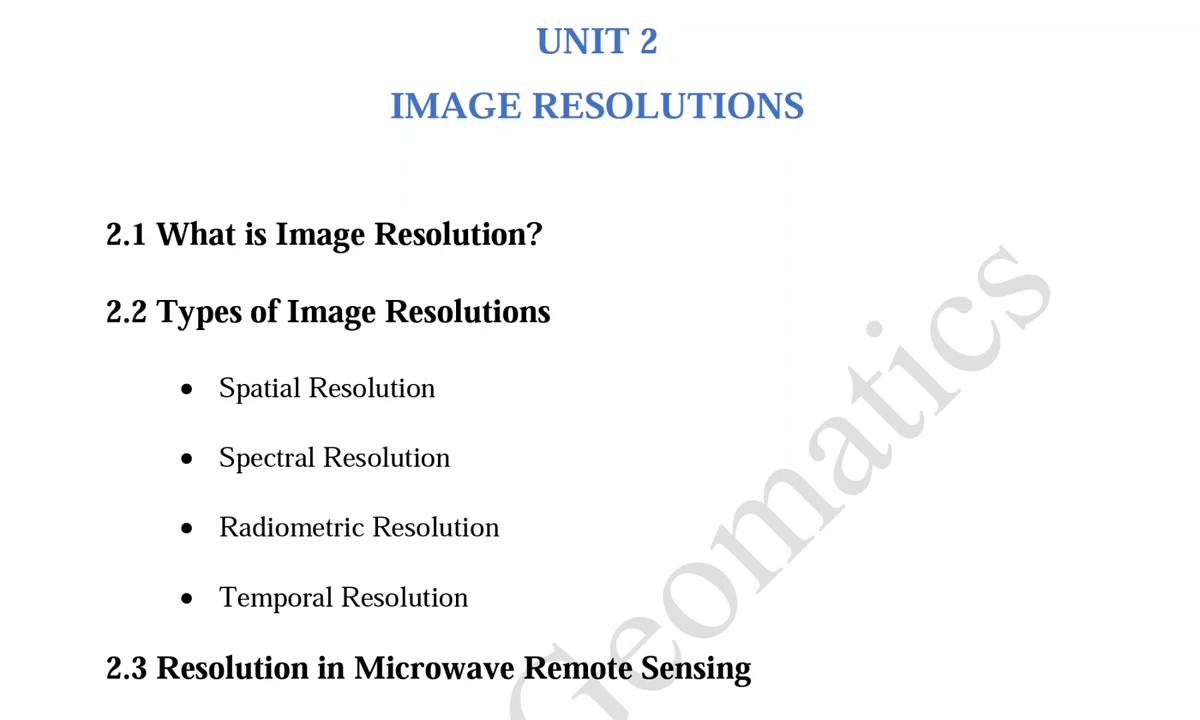 UNIT 2
IMAGE RESOLUTIONS
2.1 What is Image Resolution?
2.2 Types of Image Resolutions
• Spatial Resolution
• Spectral Resolution
• Radiometric Resolution
• Temporal Resolution
2.3 Resolution in Microwave Remote Sensing
Geomatics